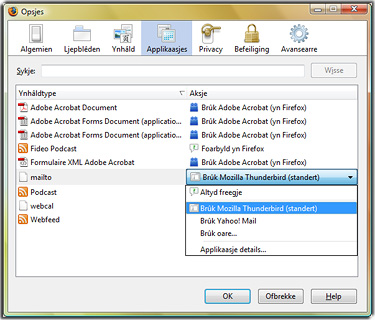 Opsjes
Algemien Ljepblêden Ynhâld Applikaasjes Privacy Befeiliging Avansearre
Sykje: Wjsse
Ynhâldtype Aksje
Adobe Acrobat Document Brûk Adobe Acrobat (yn Firefox)
Adobe Acrobat Forms Document (applicatio... Brûk Adobe Acrobat (yn Firefox)
Adobe Acrobat Forms Document (applicatio... Brûk Adobe Acrobat (yn Firefox)
Fideo Podcast Foarbyld yn Firefox
Formulaire XML Adobe Acrobat Brûk Adobe Acrobat (yn Firefox)
mailto Brûk Mozilla Thunderbird (standert)
Podcast Altyd freegje
webcal Brûk Mozilla Thunderbird (standert)
Webfeed Brûk Yahoo! Mail
Brûk oare...
Applikaasje details...
OK Ofbrekke Help